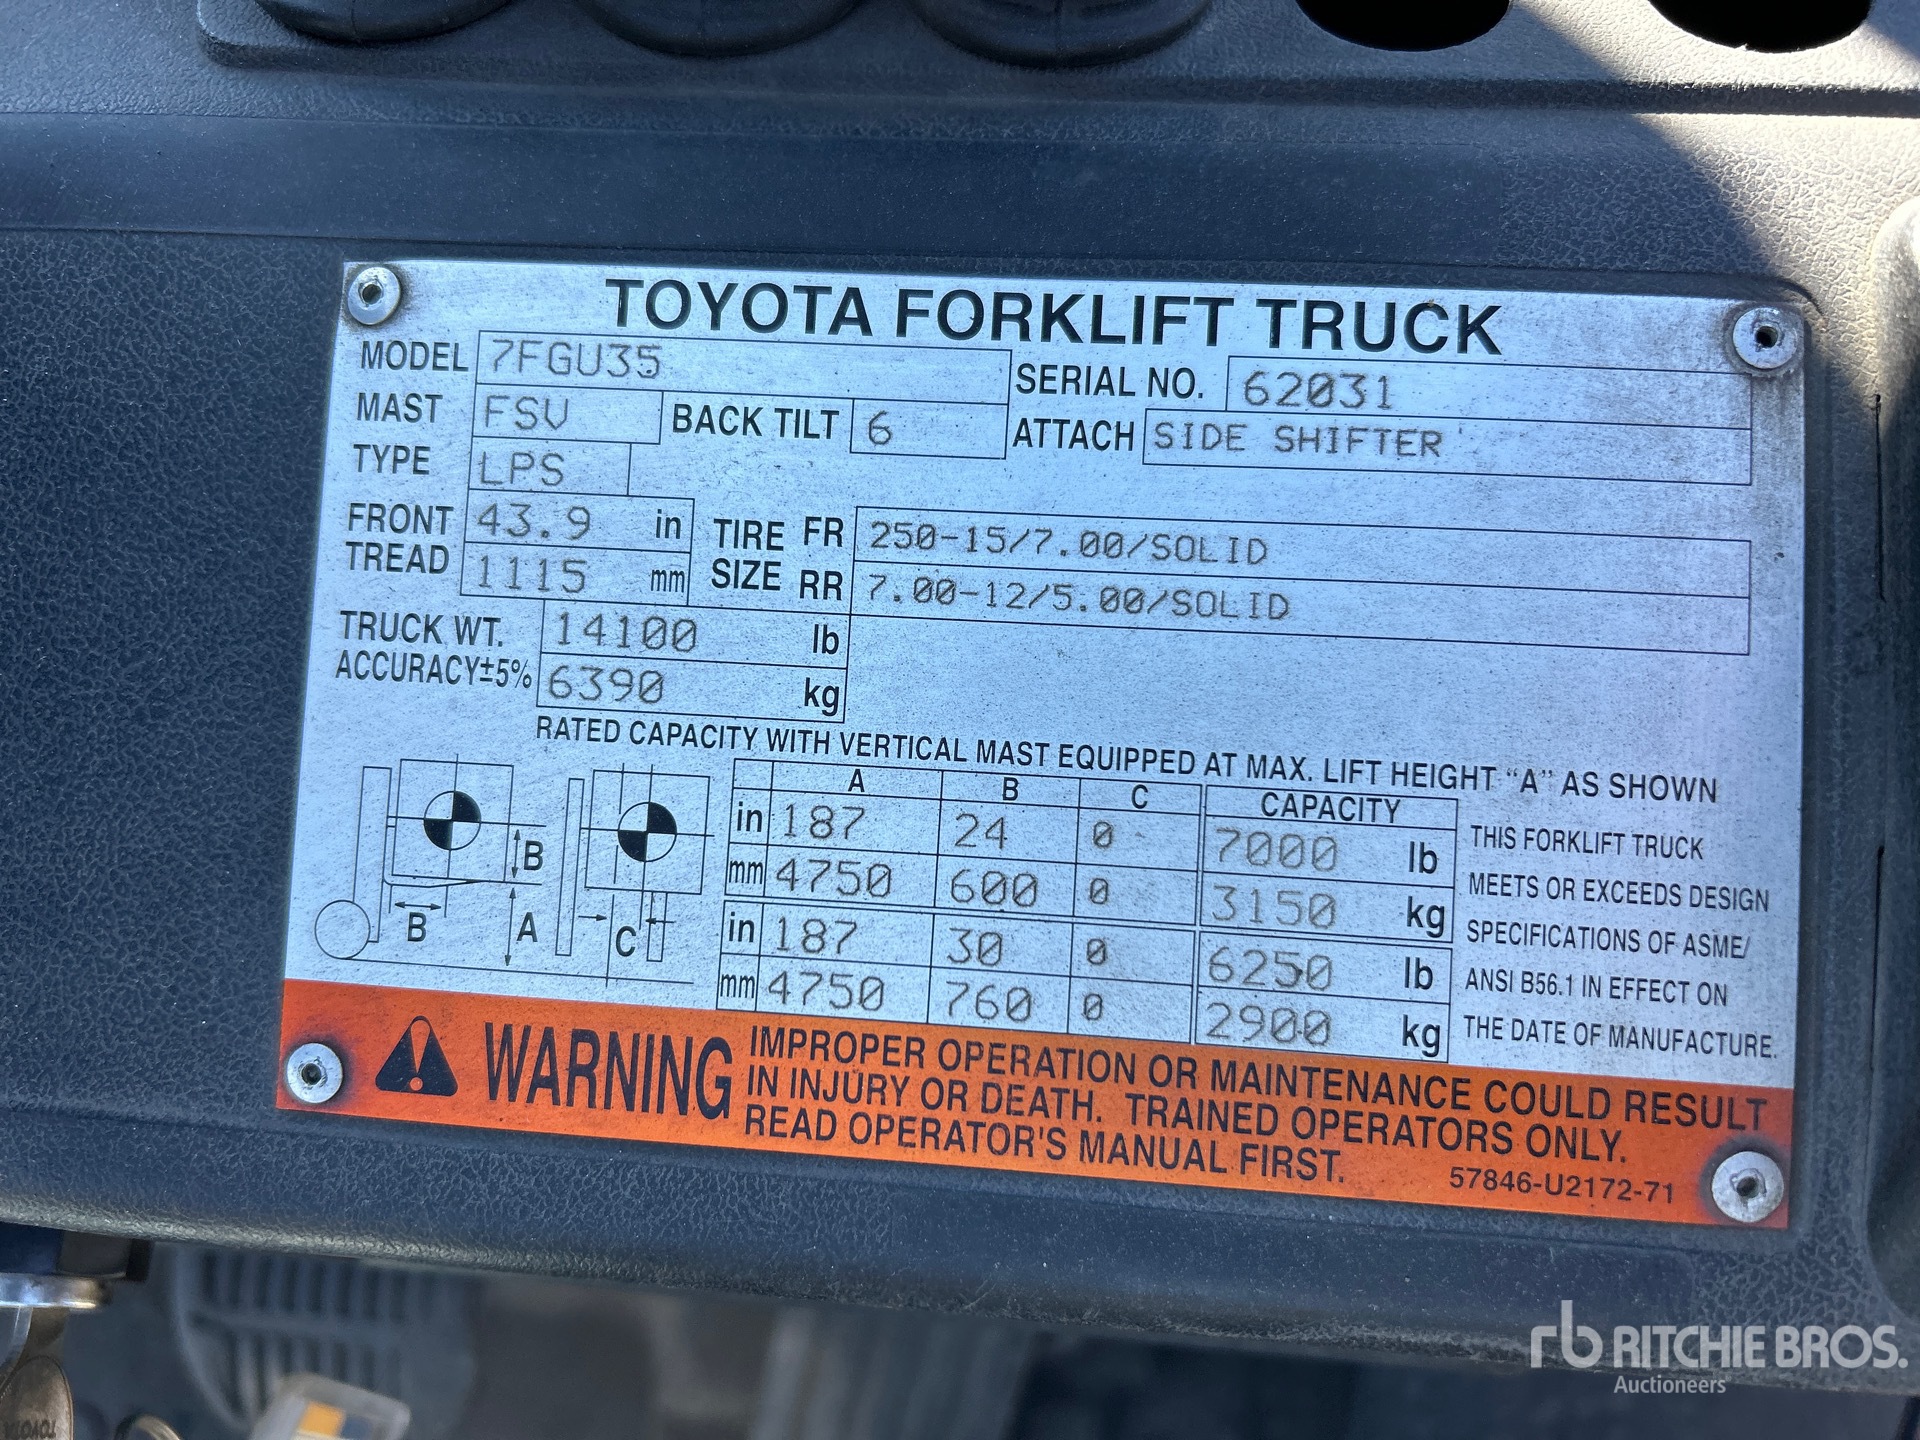 TOYOTA FORKLIFT TRUCK
MODEL 7FGU35 SERIAL NO. 62031
MAST FSV BACK TILT 6 ATTACH SIDE SHIFTER
TYPE LPS
FRONT TREAD 43.9 in TIRE SIZE FR 250-15/7.00/SOLID
1115 mm RR 7.00-12/5.00/SOLID
TRUCK WT. 14100 lb
ACCURACY±5% 6390 kg
RATED CAPACITY WITH VERTICAL MAST EQUIPPED AT MAX. LIFT HEIGHT "A" AS SHOWN
A B C CAPACITY
in 187 24 0 7000 lb
mm 4750 600 0 3150 kg
in 187 30 0 6250 lb
mm 4750 760 0 2900 kg
B
B A C
THIS FORKLIFT TRUCK
MEETS OR EXCEEDS DESIGN
SPECIFICATIONS OF ASME/
ANSI B56.1 IN EFFECT ON
THE DATE OF MANUFACTURE.
WARNING
IMPROPER OPERATION OR MAINTENANCE COULD RESULT
IN INJURY OR DEATH. TRAINED OPERATORS ONLY.
READ OPERATOR'S MANUAL FIRST.
57846-U2172-71
TOYOTA
rb RITCHIE BROS.
Auctioneers